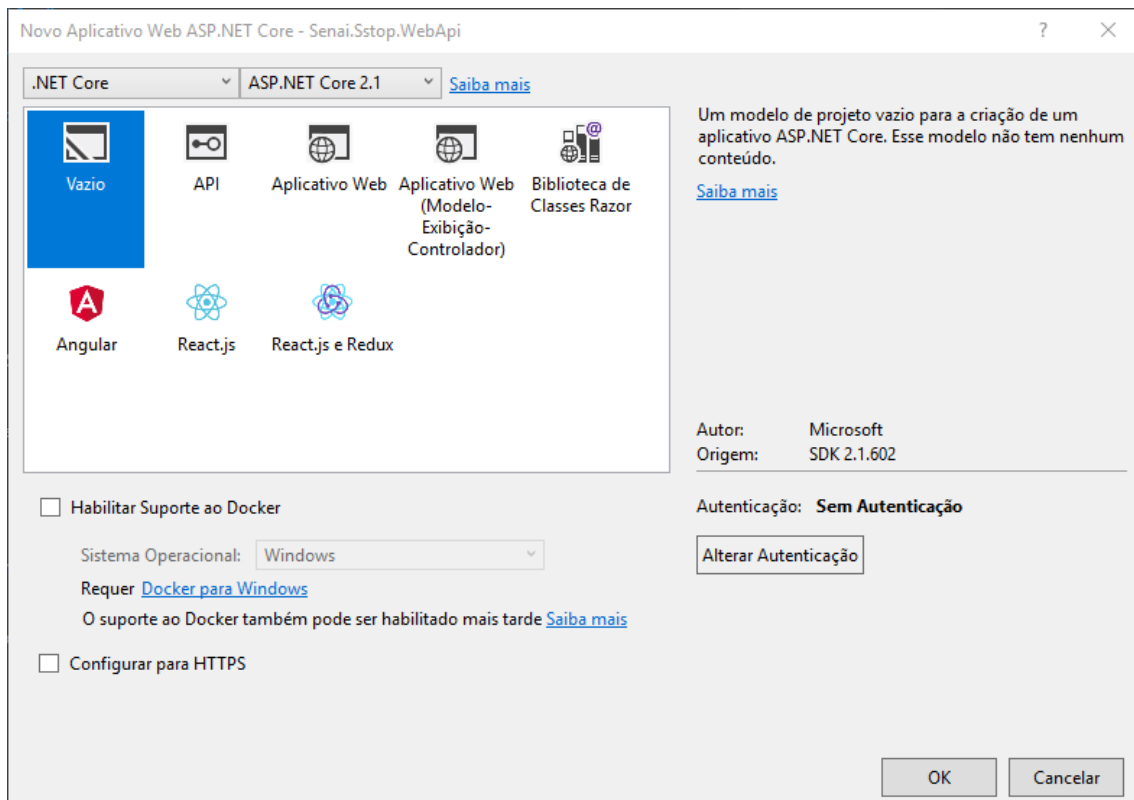 Novo Aplicativo Web ASP.NET Core - Senai.Sstop.WebApi
.NET Core
ASP.NET Core 2.1
Saiba mais
Vazio
API
Aplicativo Web
Aplicativo Web
(Modelo-
Exibição-
Controlador)
Biblioteca de
Classes Razor
Angular
React.js
React.js e Redux
Um modelo de projeto vazio para a criação de um
aplicativo ASP.NET Core. Esse modelo não tem nenhum
conteúdo.
Saiba mais
Autor: Microsoft
Origem: SDK 2.1.602
Habilitar Suporte ao Docker
Sistema Operacional: Windows
Requer Docker para Windows
O suporte ao Docker também pode ser habilitado mais tarde Saiba mais
Configurar para HTTPS
Autenticação: Sem Autenticação
Alterar Autenticação
OK
Cancelar